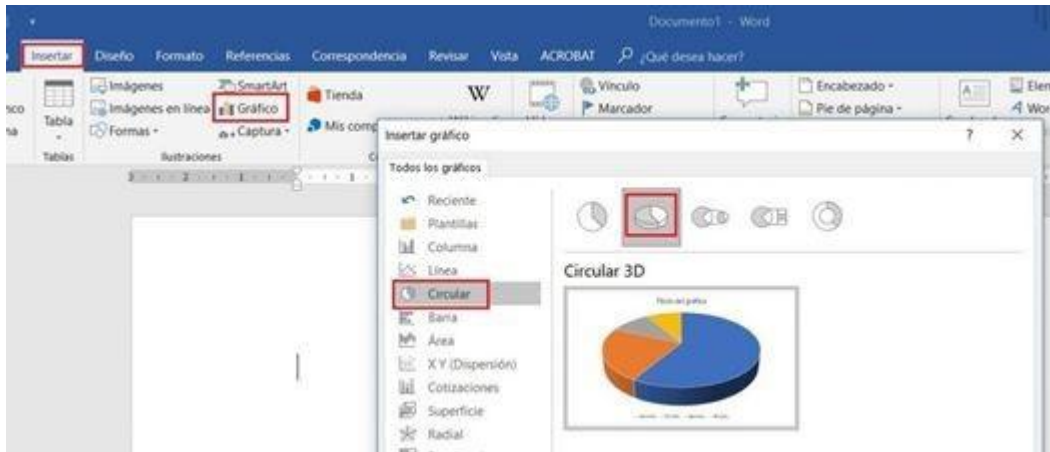 Documento1 - Word
Insertar Diseño Formato Referencias Correspondencia Revisar Vista ACROBAT ¿Qué desea hacer?
Imágenes SmartArt Tienda W Vínculo Encabezado
Tabla Imágenes en línea Gráfico Marcador Pie de página
Formas Captura Mis comp
Tablas Ilustraciones
Insertar gráfico ? ×
Todos los gráficos
Reciente
Plantillas
Columna
Línea
Circular
Barra
Área
X Y (Dispersión)
Cotizaciones
Superficie
Radial
Circular 3D